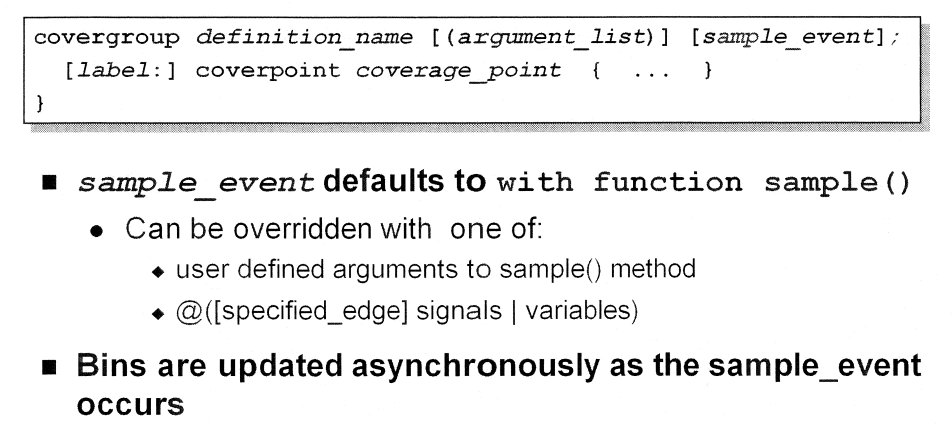 covergroup definition_name [(argument_list)] [sample_event];
[label:] coverpoint coverage_point { ... }
}
■ sample_event defaults to with function sample()
● Can be overridden with one of:
◆ user defined arguments to sample() method
◆ @([specified_edge] signals | variables)
■ Bins are updated asynchronously as the sample_event
occurs